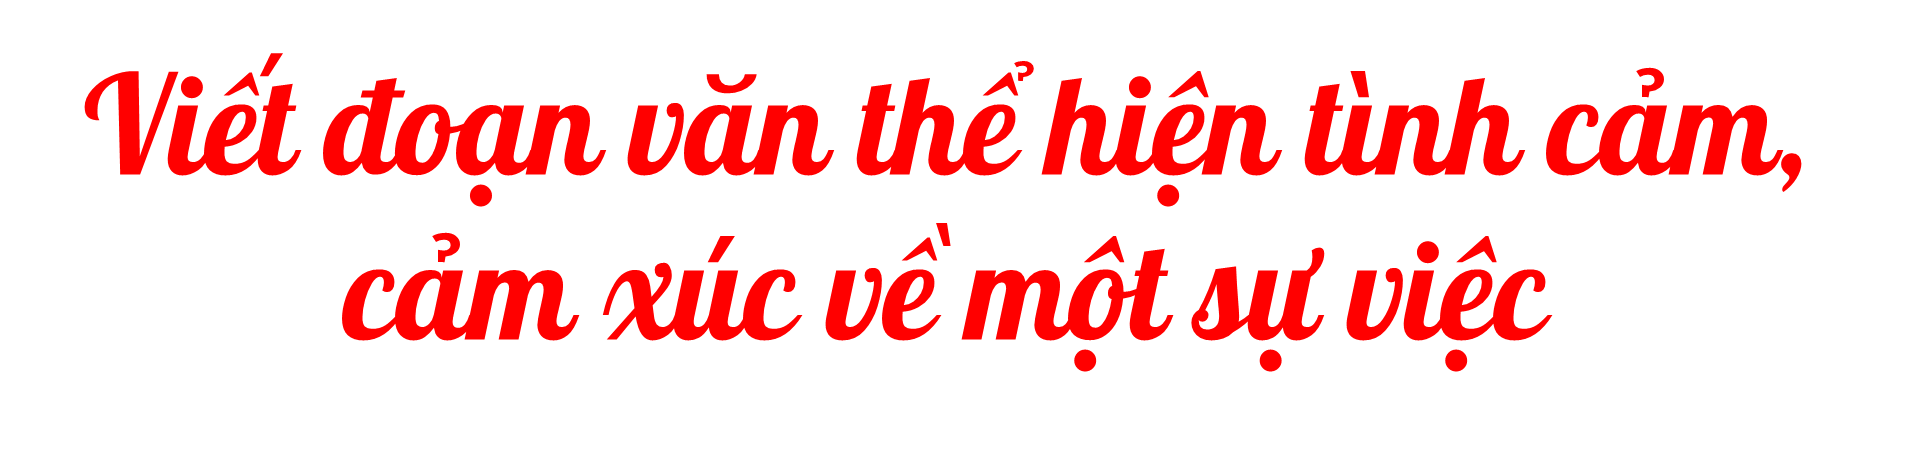 Viết đoạn văn thể hiện tình cảm,
cảm xúc về một sự việc